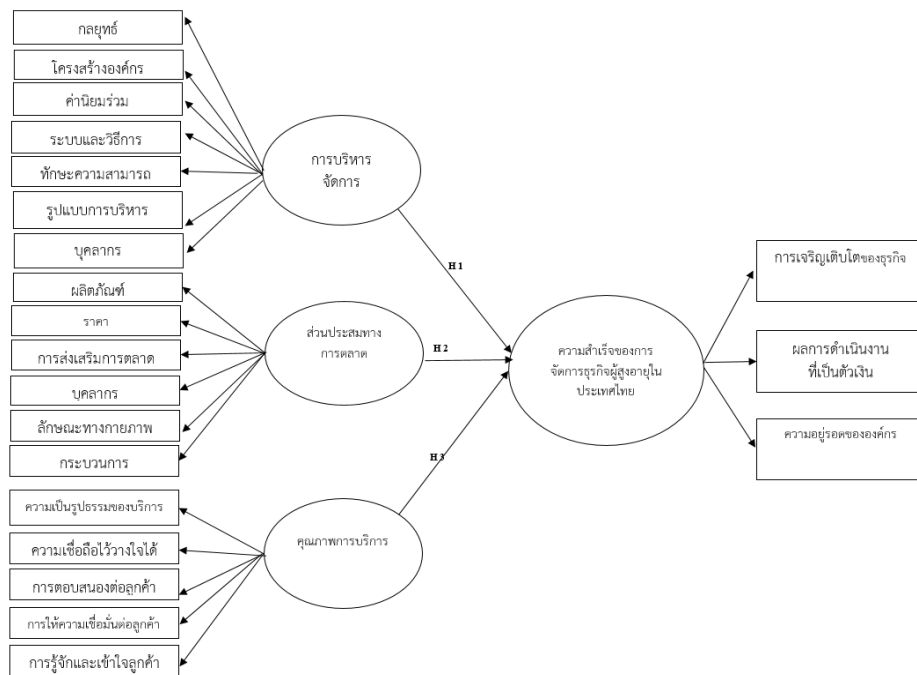 กลยุทธ์
โครงสร้างองค์กร
ค่านิยมร่วม
ระบบและวิธีการ
ทักษะความสามารถ
รูปแบบการบริหาร
บุคลากร
ผลิตภัณฑ์
ราคา
การส่งเสริมการตลาด
บุคลากร
ลักษณะทางกายภาพ
กระบวนการ
ความเป็นรูปธรรมของบริการ
ความเชื่อถือไว้วางใจได้
การตอบสนองต่อลูกค้า
การให้ความเชื่อมั่นต่อลูกค้า
การรู้จักและเข้าใจลูกค้า
การบริหาร
จัดการ
ส่วนประสมทาง
การตลาด
คุณภาพการบริการ
H1
H2
H3
ความสำเร็จของการ
จัดการธุรกิจผู้สูงอายุใน
ประเทศไทย
การเจริญเติบโตของธุรกิจ
ผลการดำเนินงาน
ที่เป็นตัวเงิน
ความอยู่รอดขององค์กร